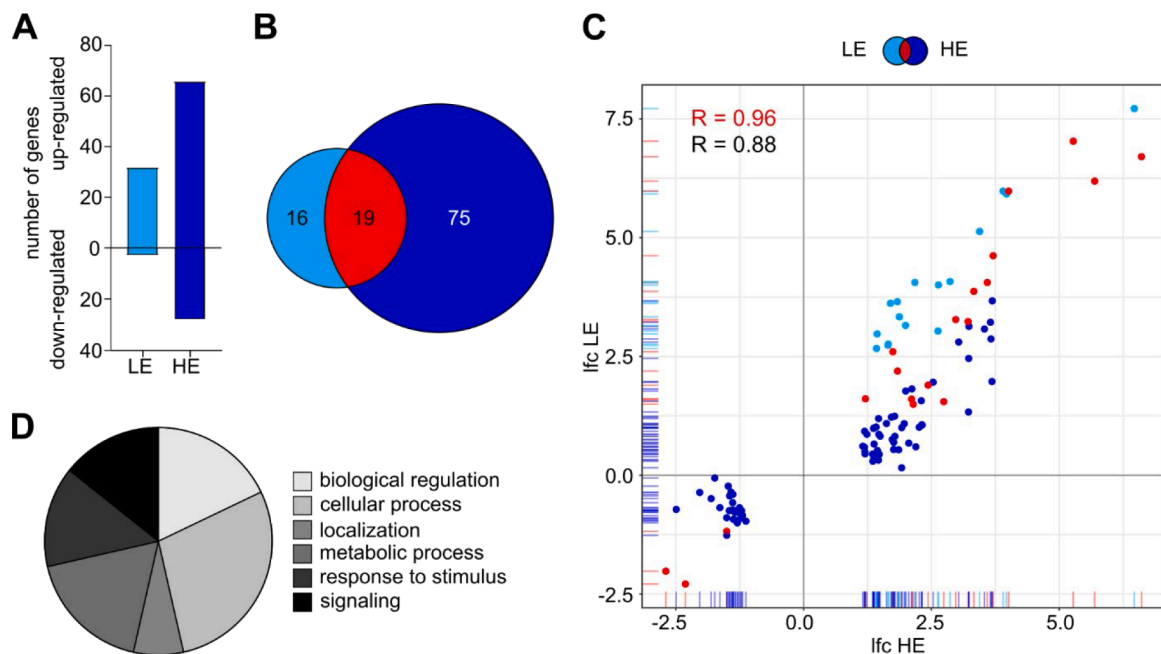 A
number of genes
down-regulated up-regulated
80
60
40
20
0
20
40
LE HE
B
16 19 75
C
LE HE
R = 0.96
R = 0.88
lfc LE
7.5
5.0
2.5
0.0
-2.5
-2.5 0.0 2.5 5.0
lfc HE
D
biological regulation
cellular process
localization
metabolic process
response to stimulus
signaling